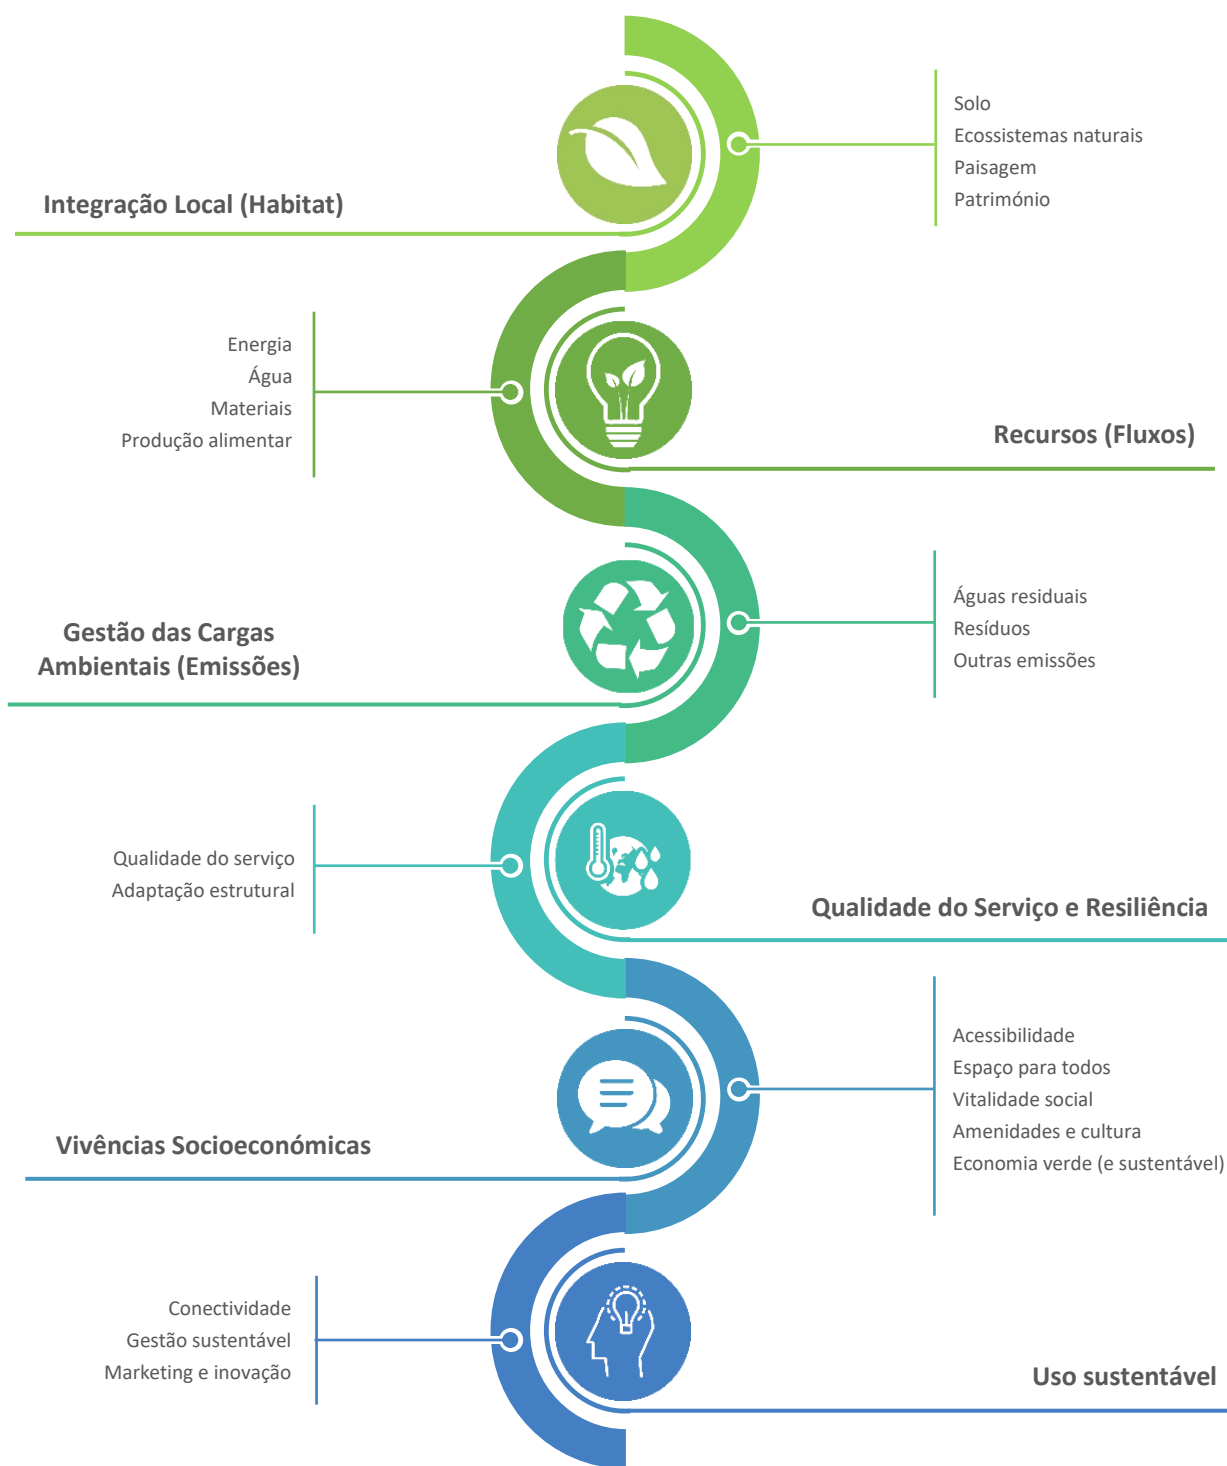 Solo
Ecossistemas naturais
Paisagem
Património
Integração Local (Habitat)
Energia
Água
Materiais
Produção alimentar
Recursos (Fluxos)
Águas residuais
Resíduos
Outras emissões
Gestão das Cargas
Ambientais (Emissões)
Qualidade do serviço
Adaptação estrutural
Qualidade do Serviço e Resiliência
Acessibilidade
Espaço para todos
Vitalidade social
Amenidades e cultura
Economia verde (e sustentável)
Vivências Socioeconómicas
Conectividade
Gestão sustentável
Marketing e inovação
Uso sustentável